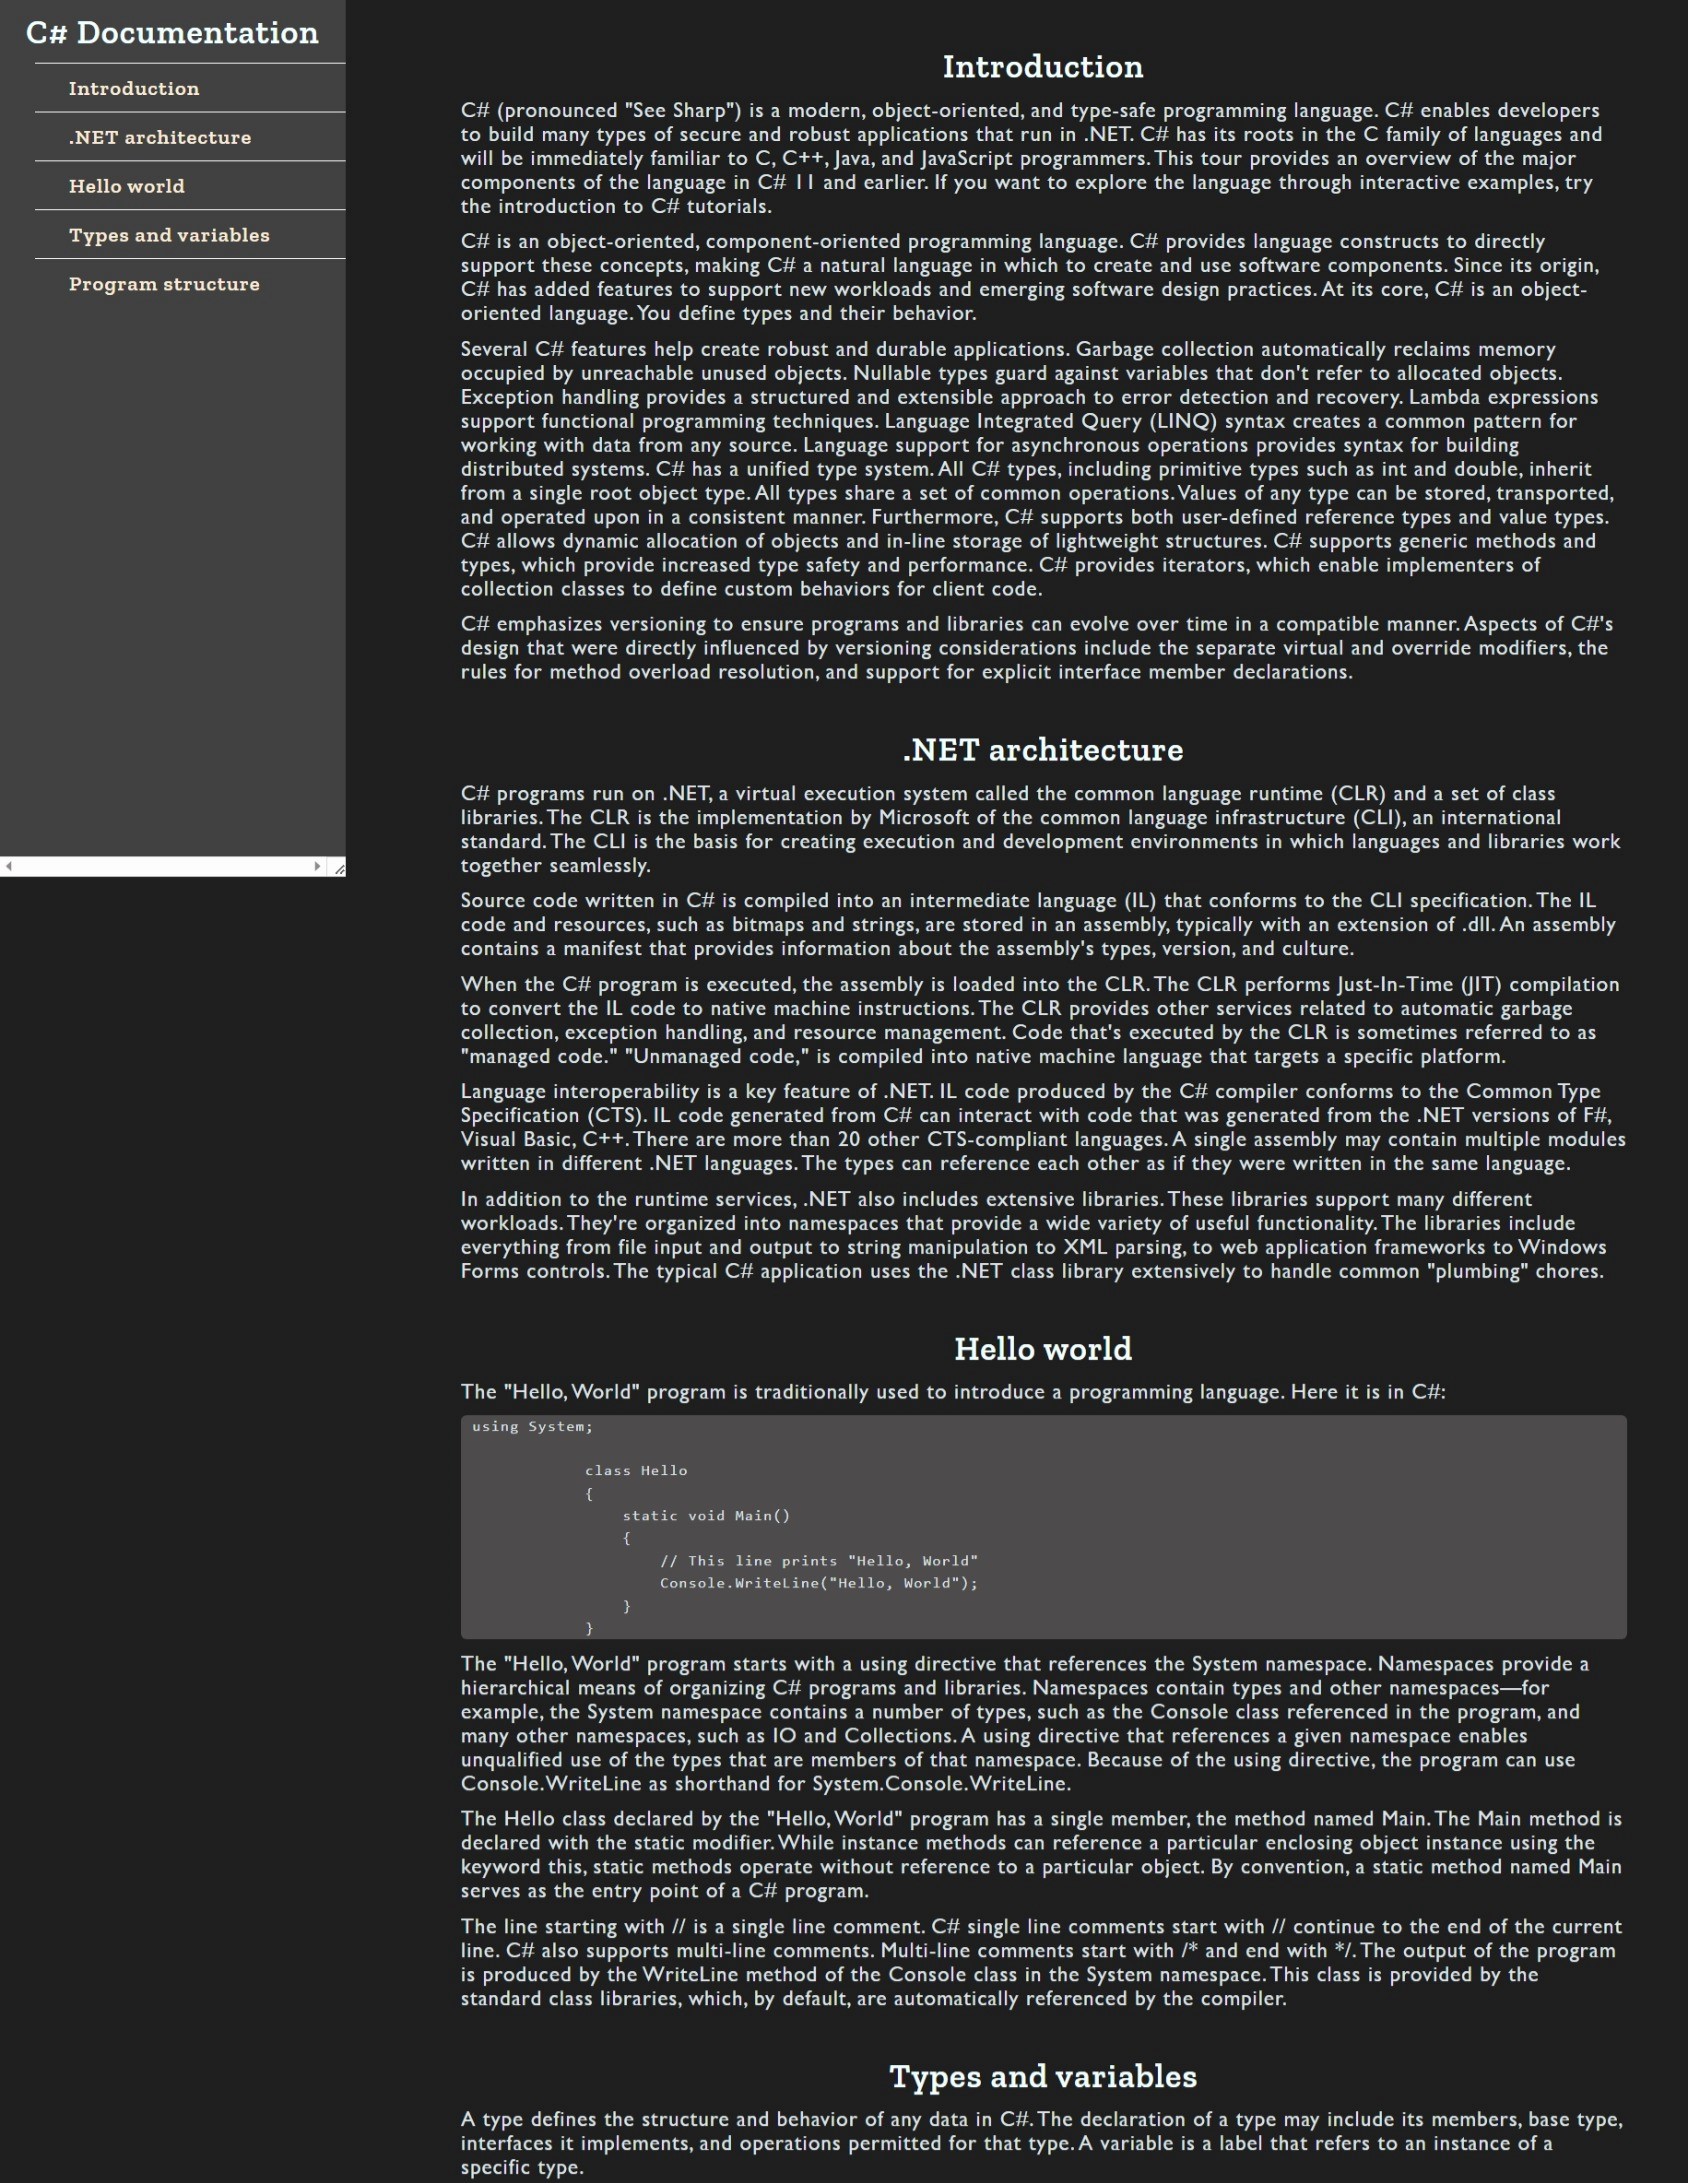 C# Documentation
Introduction
.NET architecture
Hello world
Types and variables
Program structure
Introduction
C# (pronounced "See Sharp") is a modern, object-oriented, and type-safe programming language. C# enables developers
to build many types of secure and robust applications that run in .NET. C# has its roots in the C family of languages and
will be immediately familiar to C, C++, Java, and JavaScript programmers. This tour provides an overview of the major
components of the language in C# 11 and earlier. If you want to explore the language through interactive examples, try
the introduction to C# tutorials.
C# is an object-oriented, component-oriented programming language. C# provides language constructs to directly
support these concepts, making C# a natural language in which to create and use software components. Since its origin,
C# has added features to support new workloads and emerging software design practices. At its core, C# is an object-
oriented language. You define types and their behavior.
Several C# features help create robust and durable applications. Garbage collection automatically reclaims memory
occupied by unreachable unused objects. Nullable types guard against variables that don't refer to allocated objects.
Exception handling provides a structured and extensible approach to error detection and recovery. Lambda expressions
support functional programming techniques. Language Integrated Query (LINQ) syntax creates a common pattern for
working with data from any source. Language support for asynchronous operations provides syntax for building
distributed systems. C# has a unified type system. All C# types, including primitive types such as int and double, inherit
from a single root object type. All types share a set of common operations. Values of any type can be stored, transported,
and operated upon in a consistent manner. Furthermore, C# supports both user-defined reference types and value types.
C# allows dynamic allocation of objects and in-line storage of lightweight structures. C# supports generic methods and
types, which provide increased type safety and performance. C# provides iterators, which enable implementers of
collection classes to define custom behaviors for client code.
C# emphasizes versioning to ensure programs and libraries can evolve over time in a compatible manner. Aspects of C#'s
design that were directly influenced by versioning considerations include the separate virtual and override modifiers, the
rules for method overload resolution, and support for explicit interface member declarations.
.NET architecture
C# programs run on .NET, a virtual execution system called the common language runtime (CLR) and a set of class
libraries. The CLR is the implementation by Microsoft of the common language infrastructure (CLI), an international
standard. The CLI is the basis for creating execution and development environments in which languages and libraries work
together seamlessly.
Source code written in C# is compiled into an intermediate language (IL) that conforms to the CLI specification. The IL
code and resources, such as bitmaps and strings, are stored in an assembly, typically with an extension of .dll. An assembly
contains a manifest that provides information about the assembly's types, version, and culture.
When the C# program is executed, the assembly is loaded into the CLR. The CLR performs Just-In-Time (JIT) compilation
to convert the IL code to native machine instructions. The CLR provides other services related to automatic garbage
collection, exception handling, and resource management. Code that's executed by the CLR is sometimes referred to as
"managed code." "Unmanaged code," is compiled into native machine language that targets a specific platform.
Language interoperability is a key feature of .NET. IL code produced by the C# compiler conforms to the Common Type
Specification (CTS). IL code generated from C# can interact with code that was generated from the .NET versions of F#,
Visual Basic, C++. There are more than 20 other CTS-compliant languages. A single assembly may contain multiple modules
written in different .NET languages. The types can reference each other as if they were written in the same language.
In addition to the runtime services, .NET also includes extensive libraries. These libraries support many different
workloads. They're organized into namespaces that provide a wide variety of useful functionality. The libraries include
everything from file input and output to string manipulation to XML parsing, to web application frameworks to Windows
Forms controls. The typical C# application uses the .NET class library extensively to handle common "plumbing" chores.
Hello world
The "Hello, World" program is traditionally used to introduce a programming language. Here it is in C#:
using System;
class Hello
{
static void Main()
{
// This line prints "Hello, World"
Console.WriteLine("Hello, World");
}
}
The "Hello, World" program starts with a using directive that references the System namespace. Namespaces provide a
hierarchical means of organizing C# programs and libraries. Namespaces contain types and other namespaces—for
example, the System namespace contains a number of types, such as the Console class referenced in the program, and
many other namespaces, such as IO and Collections. A using directive that references a given namespace enables
unqualified use of the types that are members of that namespace. Because of the using directive, the program can use
Console.WriteLine as shorthand for System.Console.WriteLine.
The Hello class declared by the "Hello, World" program has a single member, the method named Main. The Main method is
declared with the static modifier. While instance methods can reference a particular enclosing object instance using the
keyword this, static methods operate without reference to a particular object. By convention, a static method named Main
serves as the entry point of a C# program.
The line starting with // is a single line comment. C# single line comments start with // continue to the end of the current
line. C# also supports multi-line comments. Multi-line comments start with /* and end with */. The output of the program
is produced by the WriteLine method of the Console class in the System namespace. This class is provided by the
standard class libraries, which, by default, are automatically referenced by the compiler.
Types and variables
A type defines the structure and behavior of any data in C#. The declaration of a type may include its members, base type,
interfaces it implements, and operations permitted for that type. A variable is a label that refers to an instance of a
specific type.